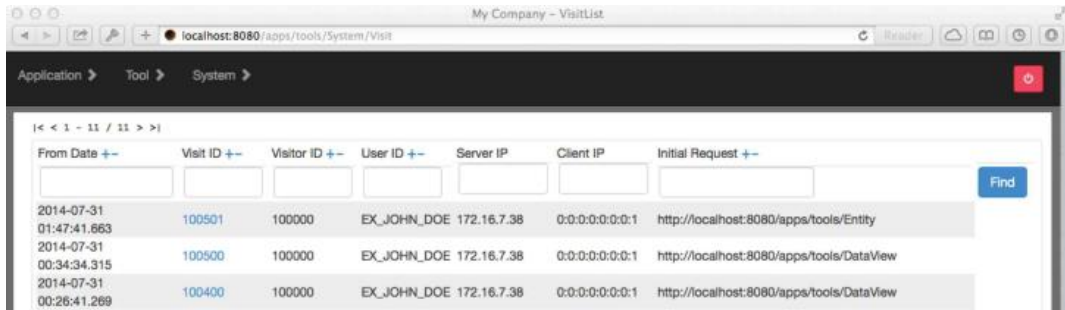 My Company – VisitList
localhost:8080/apps/tools/System/Visit Reader
Application Tool System
|< < 1 - 11 / 11 > >|
From Date +- Visit ID +- Visitor ID +- User ID +- Server IP Client IP Initial Request +-
Find
2014-07-31
01:47:41.663 100501 100000 EX_JOHN_DOE 172.16.7.38 0:0:0:0:0:0:0:1 http://localhost:8080/apps/tools/Entity
2014-07-31
00:34:34.315 100500 100000 EX_JOHN_DOE 172.16.7.38 0:0:0:0:0:0:0:1 http://localhost:8080/apps/tools/DataView
2014-07-31
00:26:41.269 100400 100000 EX_JOHN_DOE 172.16.7.38 0:0:0:0:0:0:0:1 http://localhost:8080/apps/tools/DataView